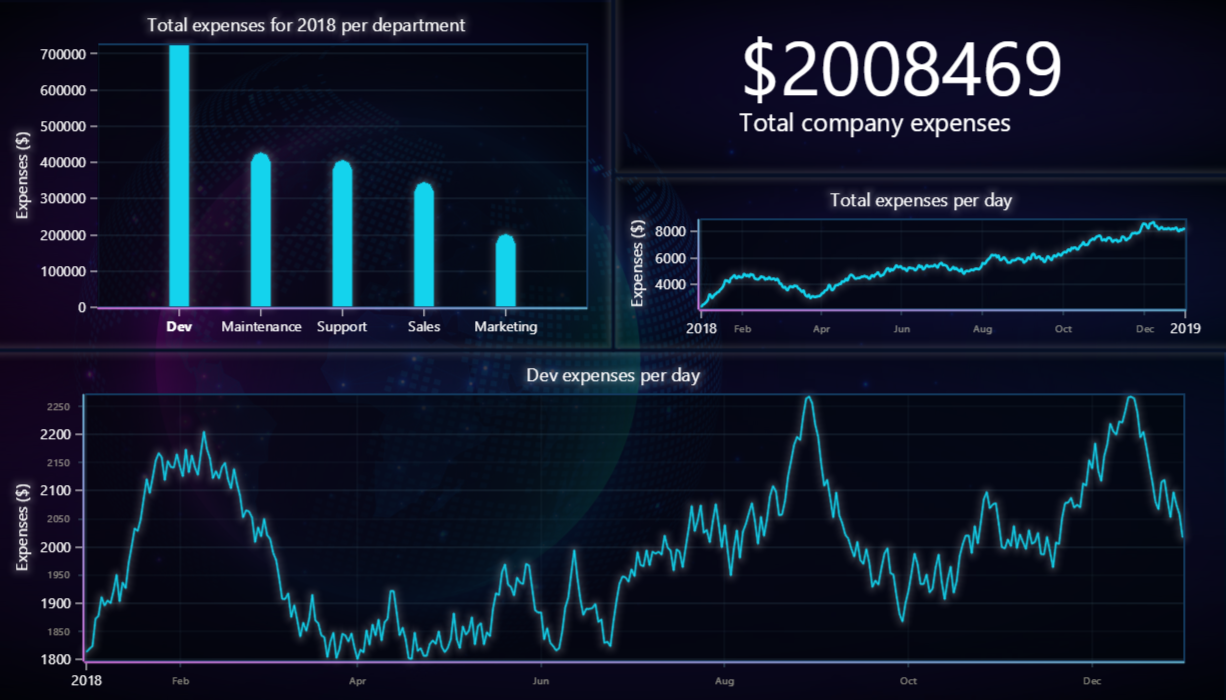 Total expenses for 2018 per department
Expenses ($)
700000
600000
500000
400000
300000
200000
100000
0
Dev Maintenance Support Sales Marketing
$2008469
Total company expenses
Total expenses per day
Expenses ($)
8000
6000
4000
2018 Feb Apr Jun Aug Oct Dec 2019
Dev expenses per day
Expenses ($)
2250
2200
2150
2100
2050
2000
1950
1900
1850
1800
2018 Feb Apr Jun Aug Oct Dec